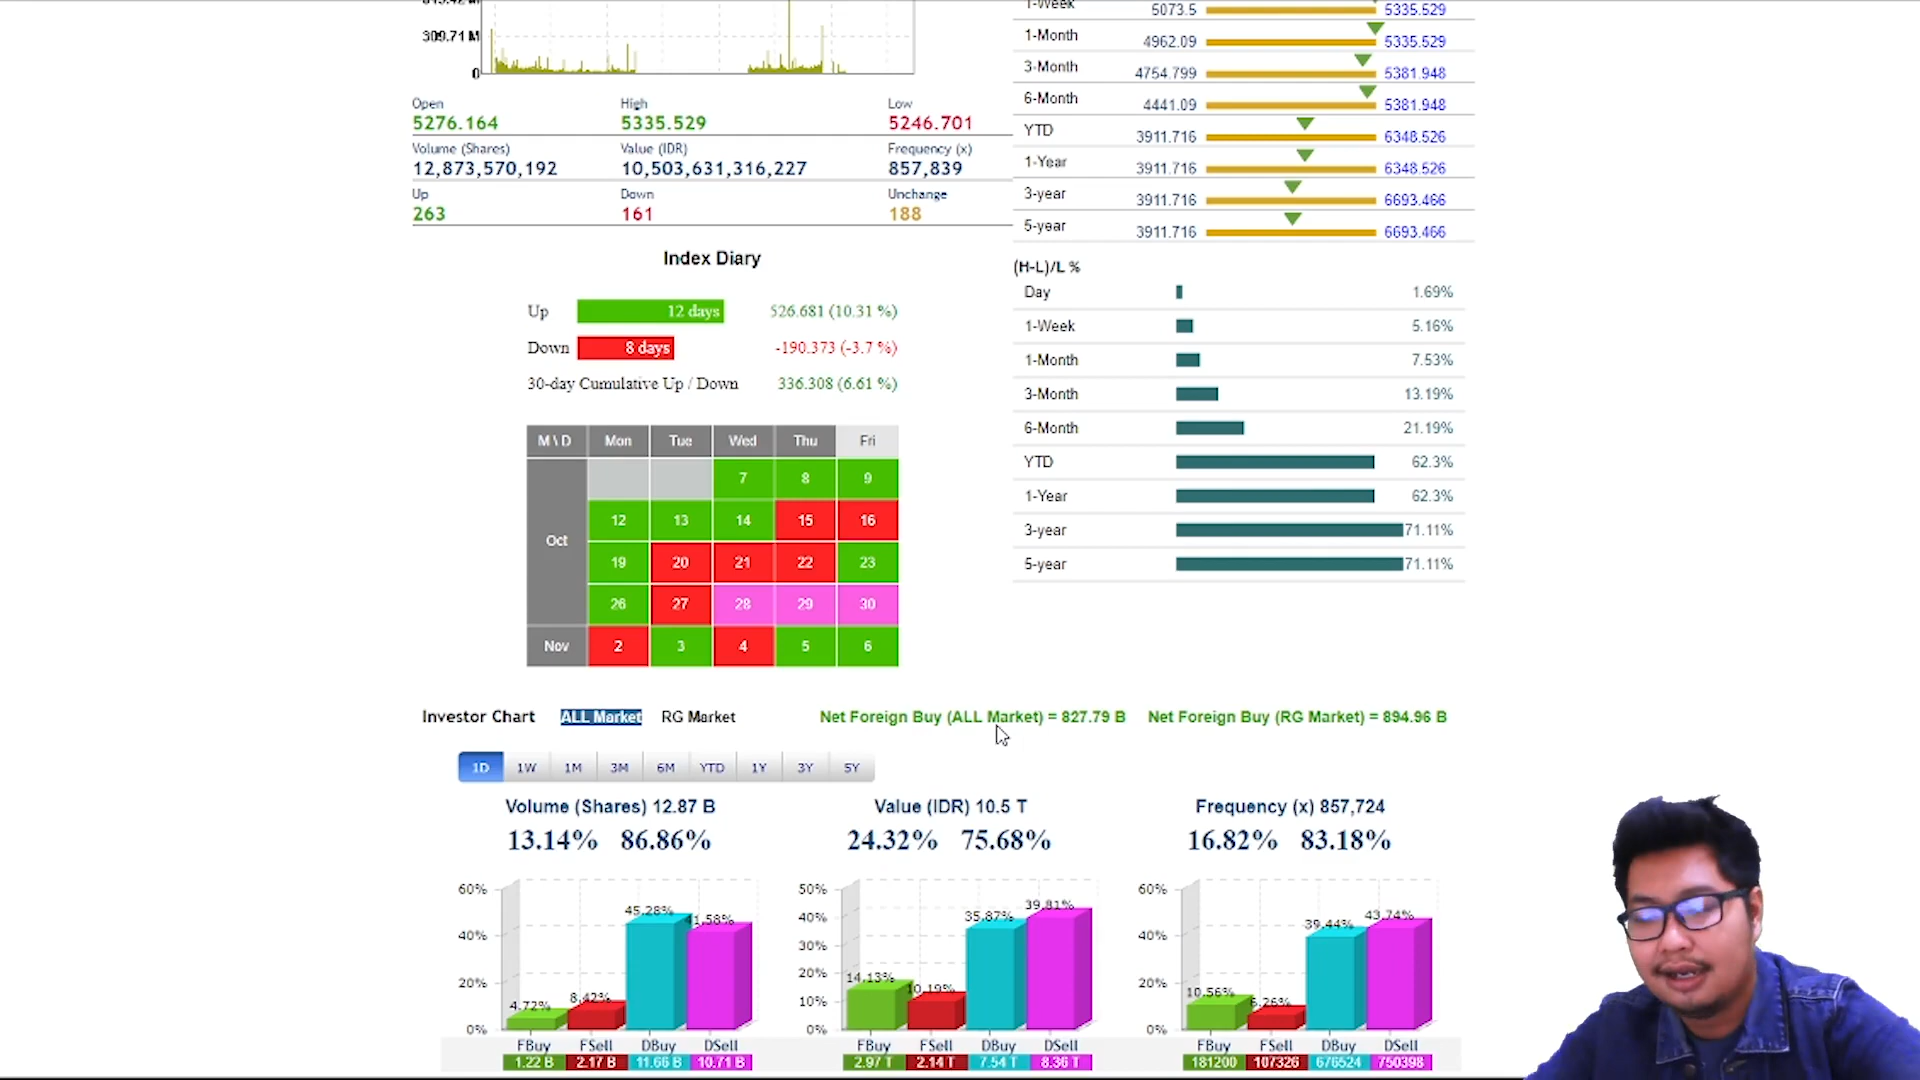 309.71 M
0
Open High Low
5276.164 5335.529 5246.701
Volume (Shares) Value (IDR) Frequency (x)
12,873,570,192 10,503,631,316,227 857,839
Up Down Unchange
263 161 188
1-Week 5073.5 5335.529
1-Month 4962.09 5335.529
3-Month 4754.799 5381.948
6-Month 4441.09 5381.948
YTD 3911.716 6348.526
1-Year 3911.716 6348.526
3-year 3911.716 6693.466
5-year 3911.716 6693.466
Index Diary
Up 12 days 526.681 (10.31 %)
Down 8 days -190.373 (-3.7 %)
30-day Cumulative Up / Down 336.308 (6.61 %)
(H-L)/L %
Day 1.69%
1-Week 5.16%
1-Month 7.53%
3-Month 13.19%
6-Month 21.19%
YTD 62.3%
1-Year 62.3%
3-year 71.11%
5-year 71.11%
M \ D Mon Tue Wed Thu Fri
7 8 9
12 13 14 15 16
Oct
19 20 21 22 23
26 27 28 29 30
Nov 2 3 4 5 6
Investor Chart ALL Market RG Market Net Foreign Buy (ALL Market) = 827.79 B Net Foreign Buy (RG Market) = 894.96 B
1D 1W 1M 3M 6M YTD 1Y 3Y 5Y
Volume (Shares) 12.87 B
13.14% 86.86%
60%
40%
20%
0%
4.72% 8.42% 45.28% 41.58%
FBuy FSell DBuy DSell
1.22 B 2.17 B 11.66 B 10.71 B
Value (IDR) 10.5 T
24.32% 75.68%
50%
40%
30%
20%
10%
0%
14.13% 10.19% 35.87% 39.81%
FBuy FSell DBuy DSell
2.97 T 2.14 T 7.54 T 8.36 T
Frequency (x) 857,724
16.82% 83.18%
60%
40%
20%
0%
10.56% 6.26% 39.44% 43.74%
FBuy FSell DBuy DSell
181200 107326 676524 750398